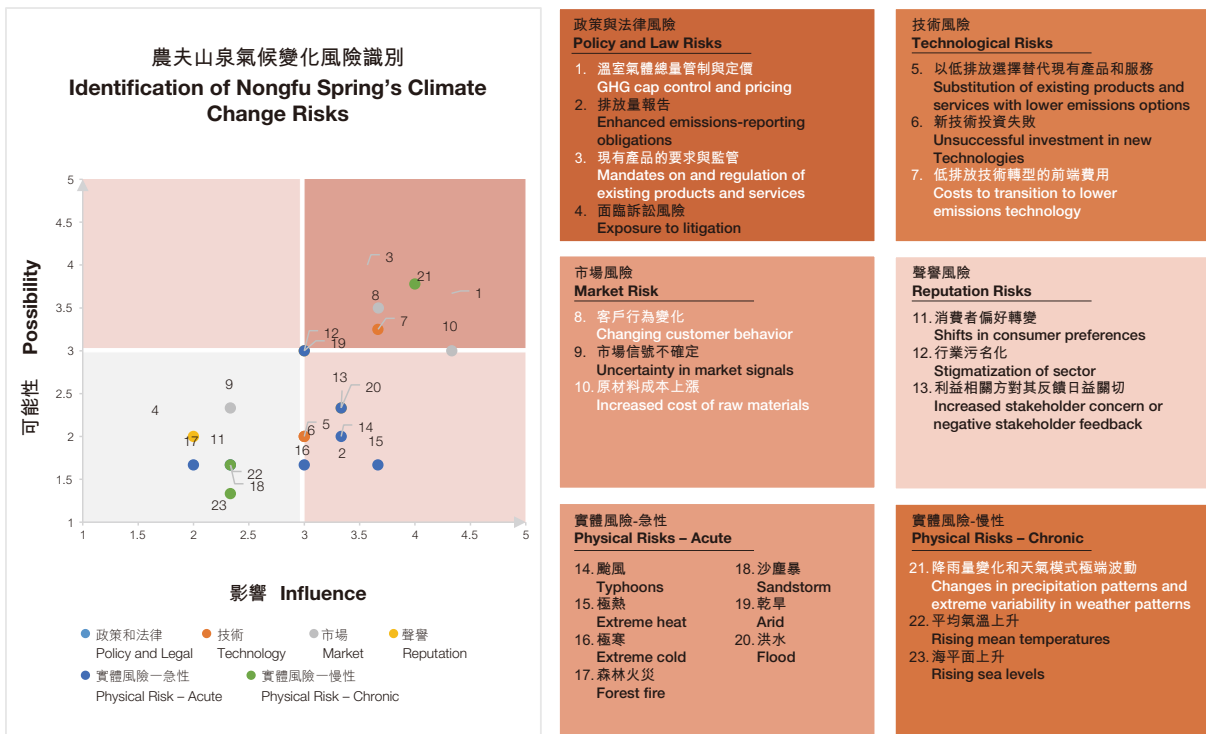 農夫山泉氣候變化風險識別
Identification of Nongfu Spring's Climate
Change Risks
可能性 Possibility
5
4.5
4
3.5
3
2.5
2
1.5
1
1
1.5
2
2.5
3
3.5
4
4.5
5
3
21
1
8
7
10
12
19
9
13
20
4
5
6
14
17
11
16
2
15
22
18
23
影響 Influence
政策和法律
Policy and Legal
技術
Technology
市場
Market
聲譽
Reputation
實體風險—急性
Physical Risk – Acute
實體風險—慢性
Physical Risk – Chronic
政策與法律風險
Policy and Law Risks
1. 溫室氣體總量管制與定價
GHG cap control and pricing
2. 排放量報告
Enhanced emissions-reporting
obligations
3. 現有產品的要求與監管
Mandates on and regulation of
existing products and services
4. 面臨訴訟風險
Exposure to litigation
技術風險
Technological Risks
5. 以低排放選擇替代現有產品和服務
Substitution of existing products and
services with lower emissions options
6. 新技術投資失敗
Unsuccessful investment in new
Technologies
7. 低排放技術轉型的前端費用
Costs to transition to lower
emissions technology
市場風險
Market Risk
8. 客戶行為變化
Changing customer behavior
9. 市場信號不確定
Uncertainty in market signals
10. 原材料成本上漲
Increased cost of raw materials
聲譽風險
Reputation Risks
11. 消費者偏好轉變
Shifts in consumer preferences
12. 行業污名化
Stigmatization of sector
13. 利益相關方對其反饋日益關切
Increased stakeholder concern or
negative stakeholder feedback
實體風險-急性
Physical Risks – Acute
14. 颱風
Typhoons
15. 極熱
Extreme heat
16. 極寒
Extreme cold
17. 森林火災
Forest fire
18. 沙塵暴
Sandstorm
19. 乾旱
Arid
20. 洪水
Flood
實體風險-慢性
Physical Risks – Chronic
21. 降雨量變化和天氣模式極端波動
Changes in precipitation patterns and
extreme variability in weather patterns
22. 平均氣溫上升
Rising mean temperatures
23. 海平面上升
Rising sea levels